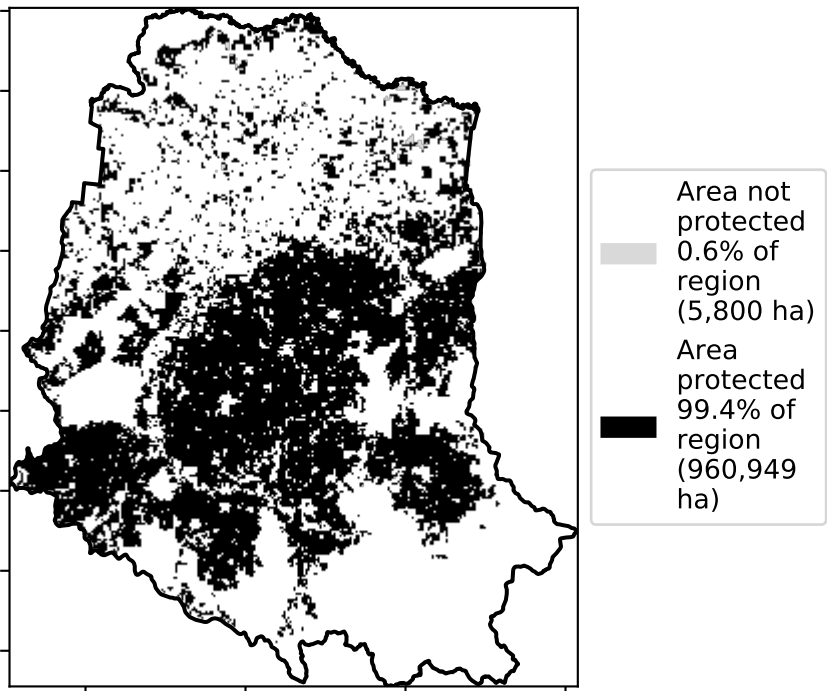 Area not
protected
0.6% of
region
(5,800 ha)
Area
protected
99.4% of
region
(960,949
ha)